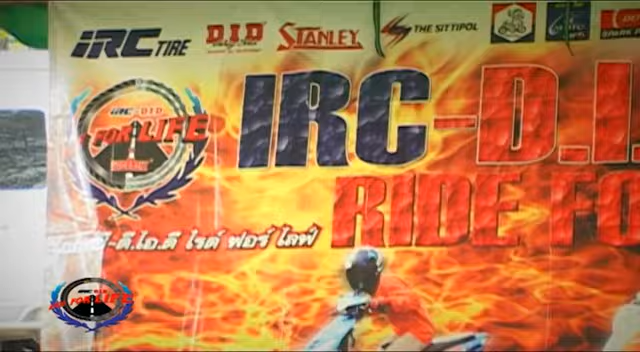 IRC TIRE D.I.D STANLEY THE SITTIPOL
IRC-D.I.D
FOR LIFE
IRC-D.I.
RIDE FO
-ดี.ไอ.ดี ไรด์ ฟอร์ ไลฟ์
FOR LIFE